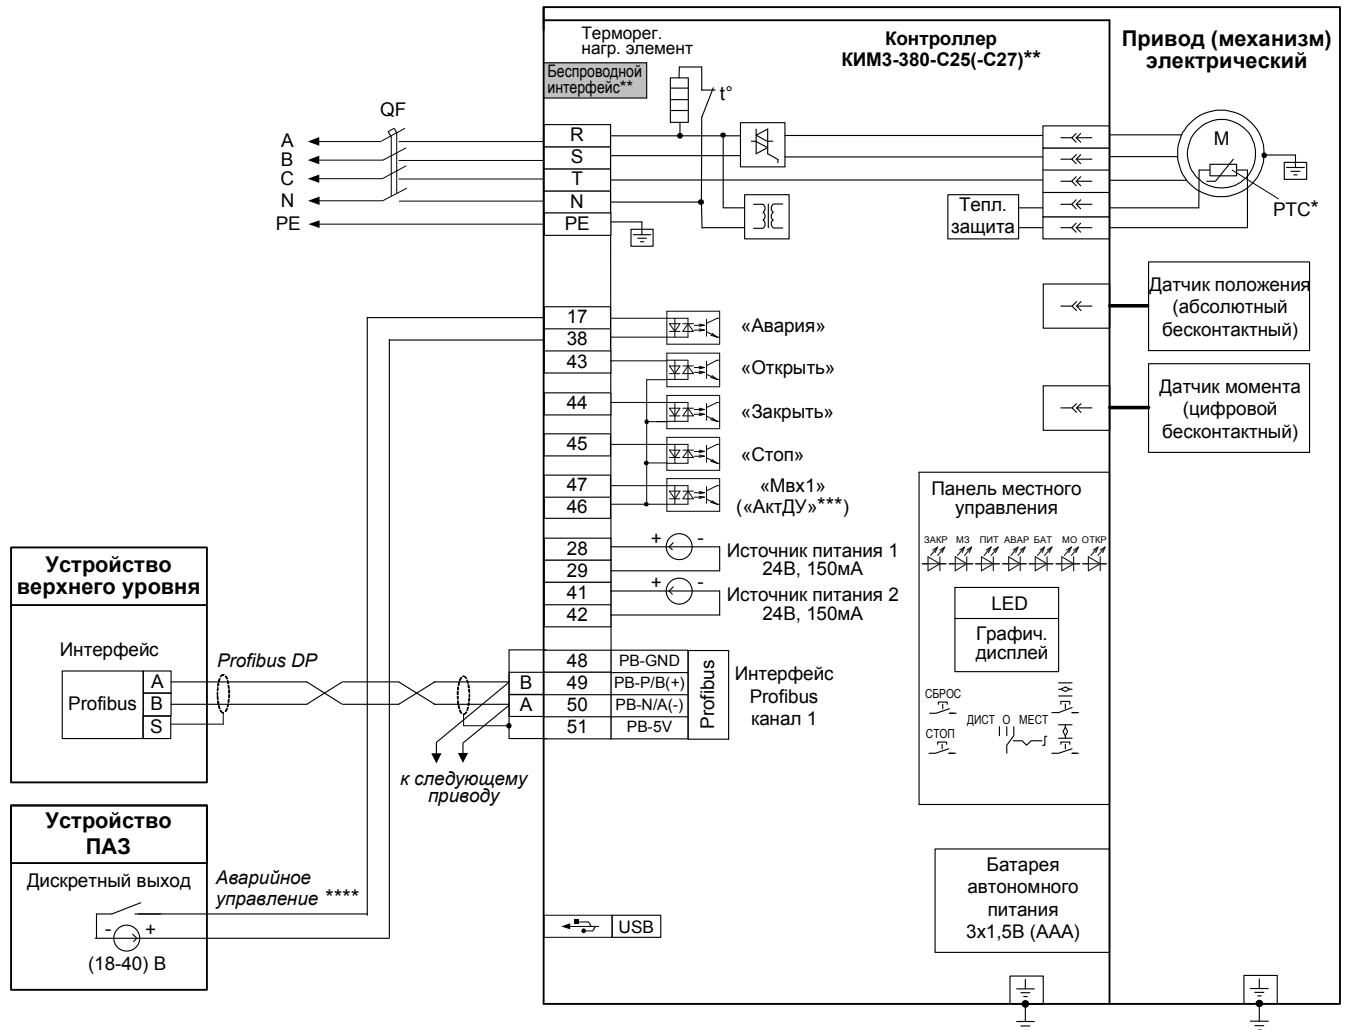 Терморег.
нагр. элемент
Контроллер
КИМ3-380-С25(-С27)**
Привод (механизм)
электрический
Беспроводной
интерфейс**
t°
QF
A
B
C
N
PE
R
S
T
N
PE
M
PTC*
Тепл.
защита
Датчик положения
(абсолютный
бесконтактный)
Датчик момента
(цифровой
бесконтактный)
17
38
43
44
45
47
46
«Авария»
«Открыть»
«Закрыть»
«Стоп»
«Мвх1»
(«АктДУ»***)
28
29
41
42
+ -
Источник питания 1
24В, 150мА
+ -
Источник питания 2
24В, 150мА
Панель местного
управления
ЗАКР МЗ ПИТ АВАР БАТ МО ОТКР
LED
Графич.
дисплей
СБРОС
СТОП
ДИСТ О МЕСТ
Устройство
верхнего уровня
Интерфейс
Profibus
A
B
S
Profibus DP
B
A
48 PB-GND
49 PB-P/B(+)
50 PB-N/A(-)
51 PB-5V
Profibus
Интерфейс
Profibus
канал 1
к следующему
приводу
Устройство
ПАЗ
Дискретный выход
- +
(18-40) В
Аварийное
управление ****
USB
Батарея
автономного
питания
3х1,5В (ААА)